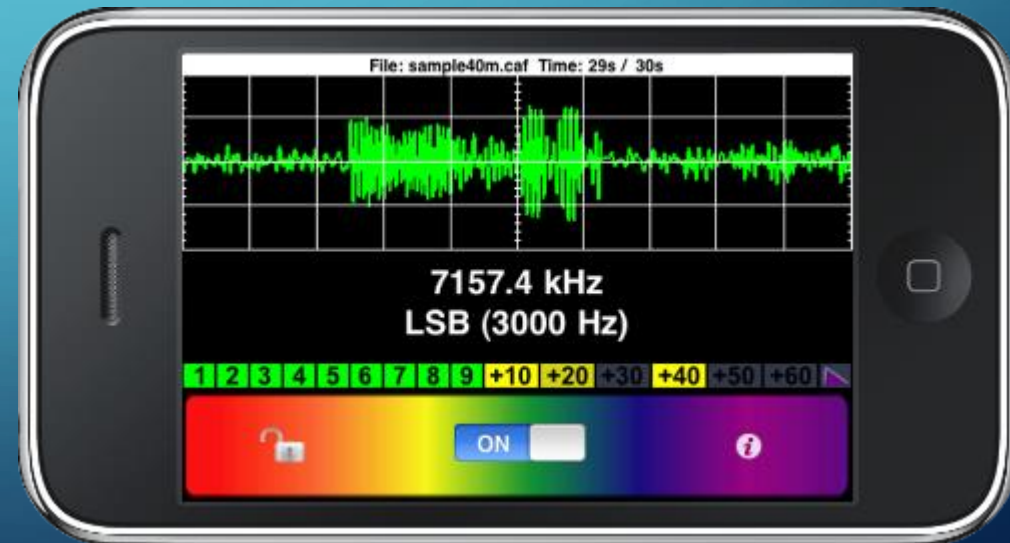 File: sample40m.caf Time: 29s / 30s
7157.4 kHz
LSB (3000 Hz)
1 2 3 4 5 6 7 8 9 +10 +20 +30 +40 +50 +60
ON
i